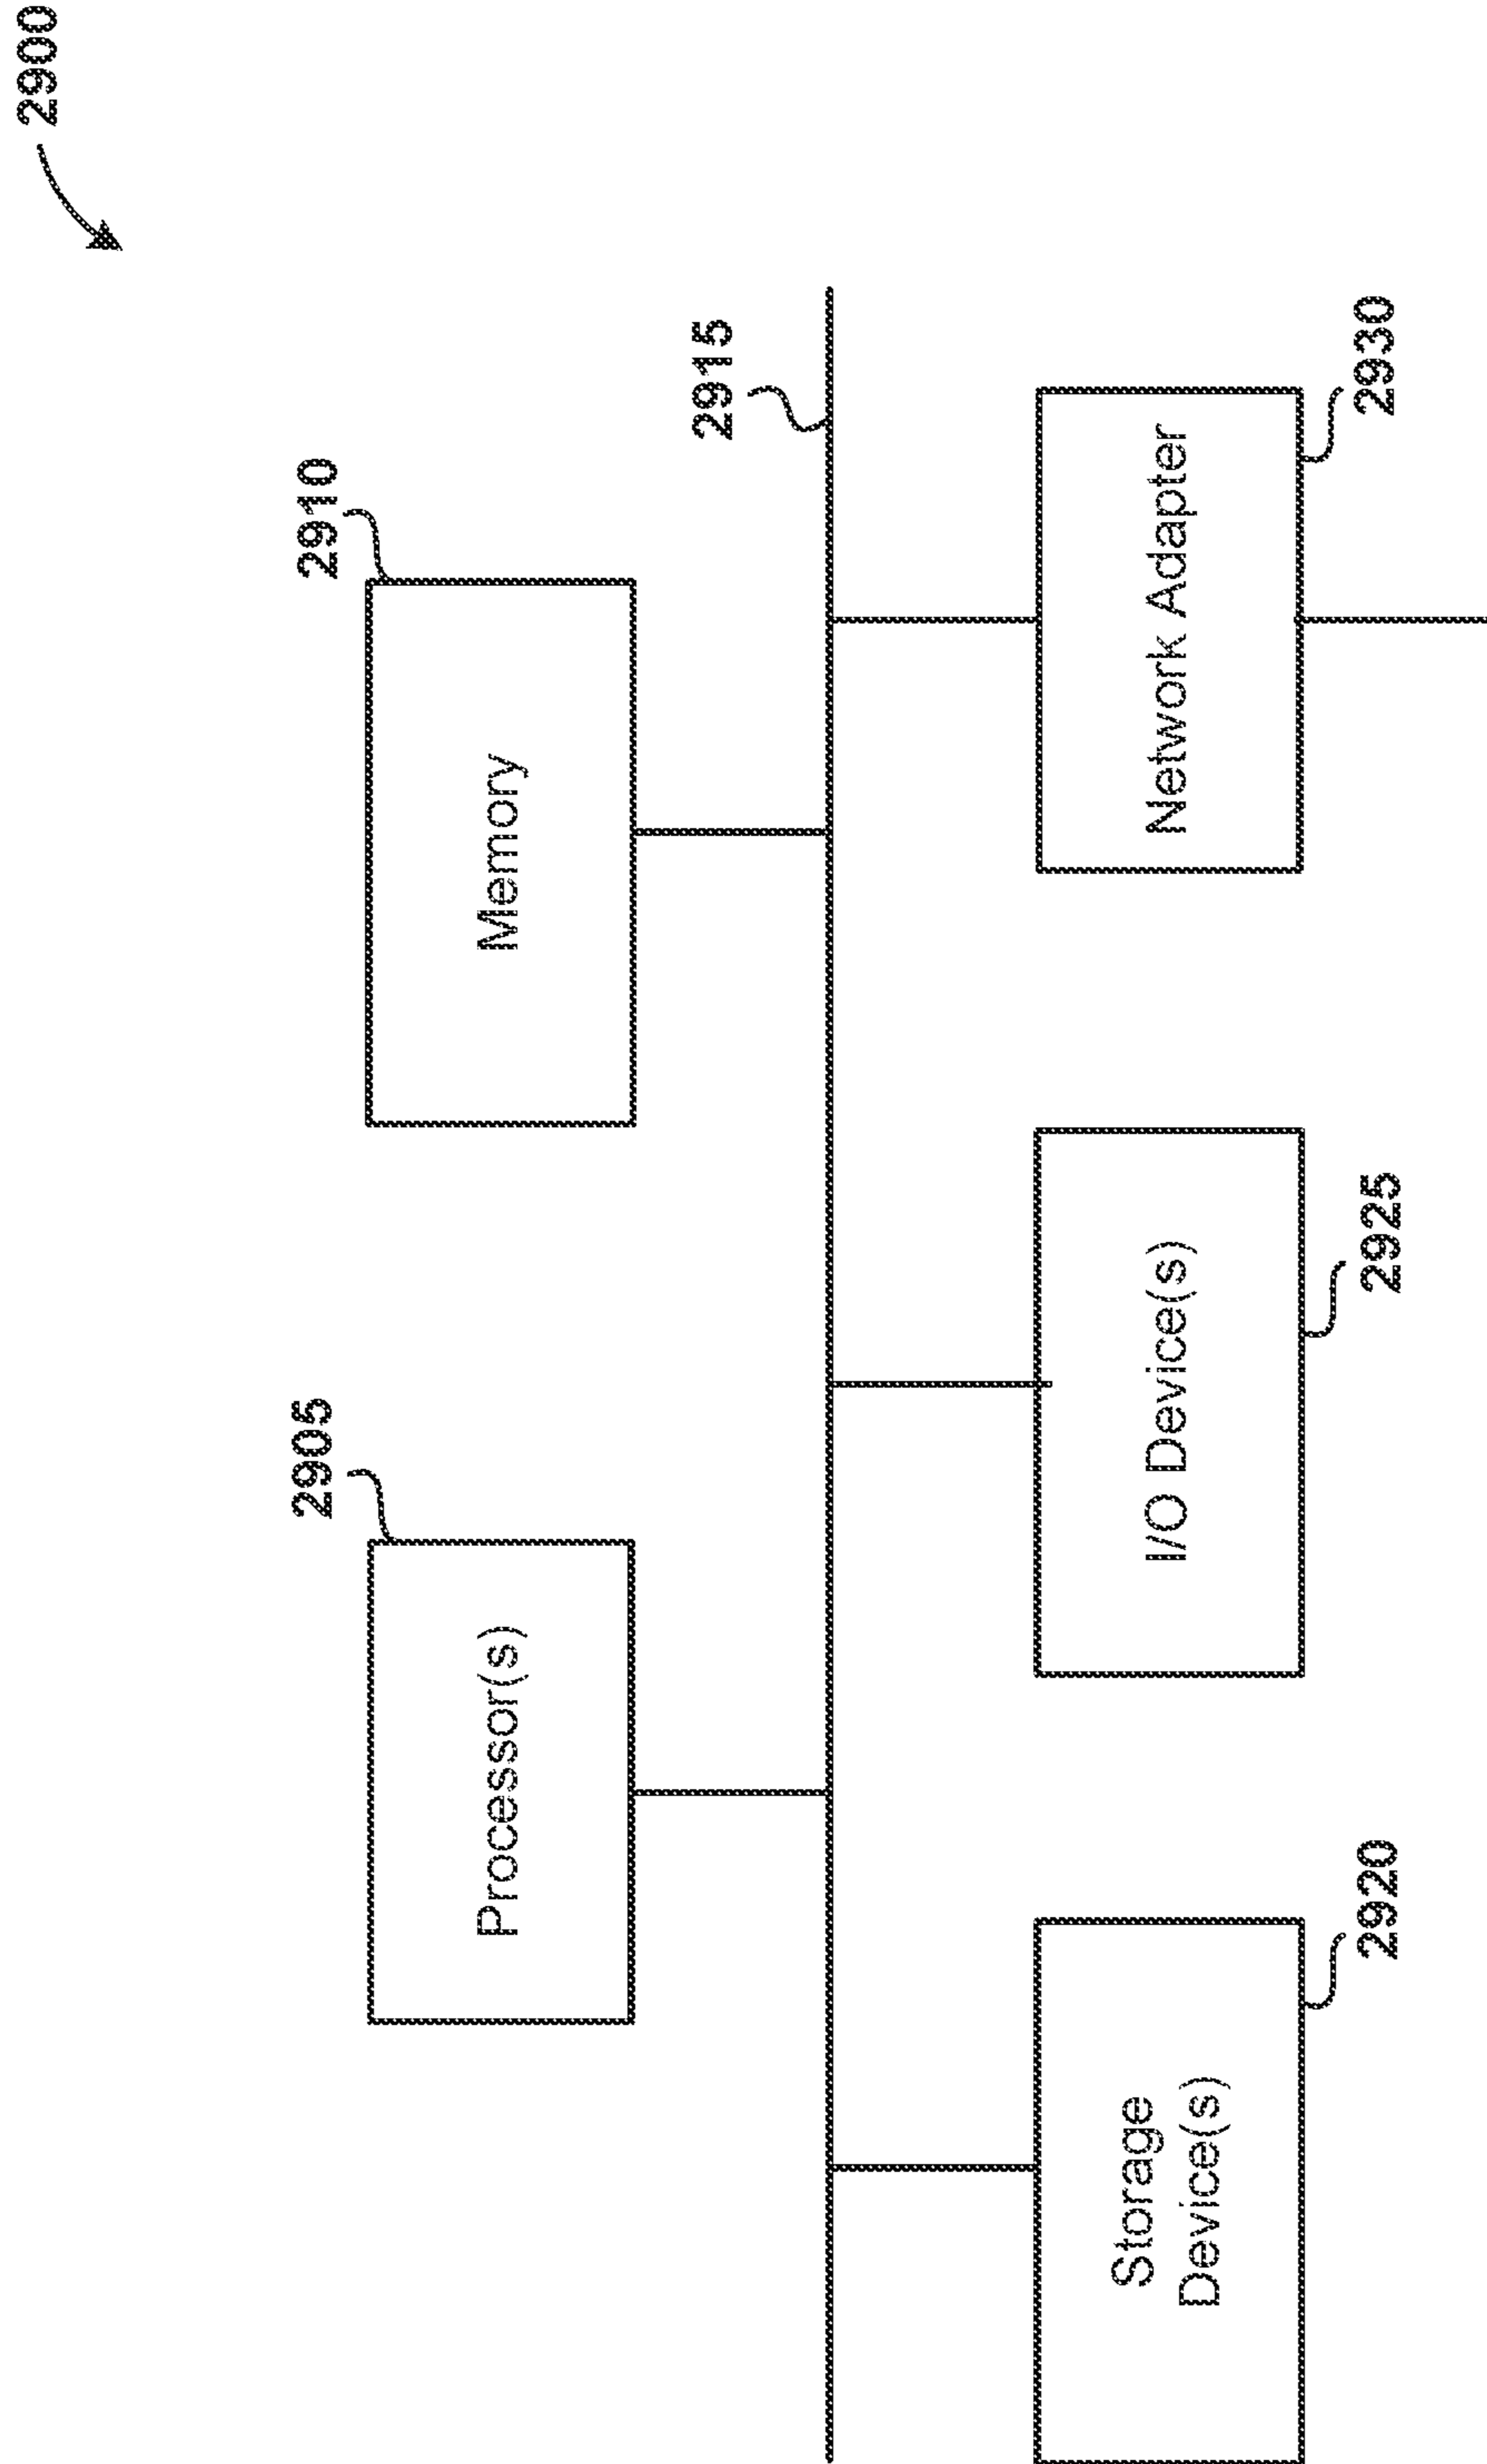 2900
2905
Processor(s)
2910
Memory
2915
Storage
Device(s)
2920
I/O Device(s)
2925
Network Adapter
2930